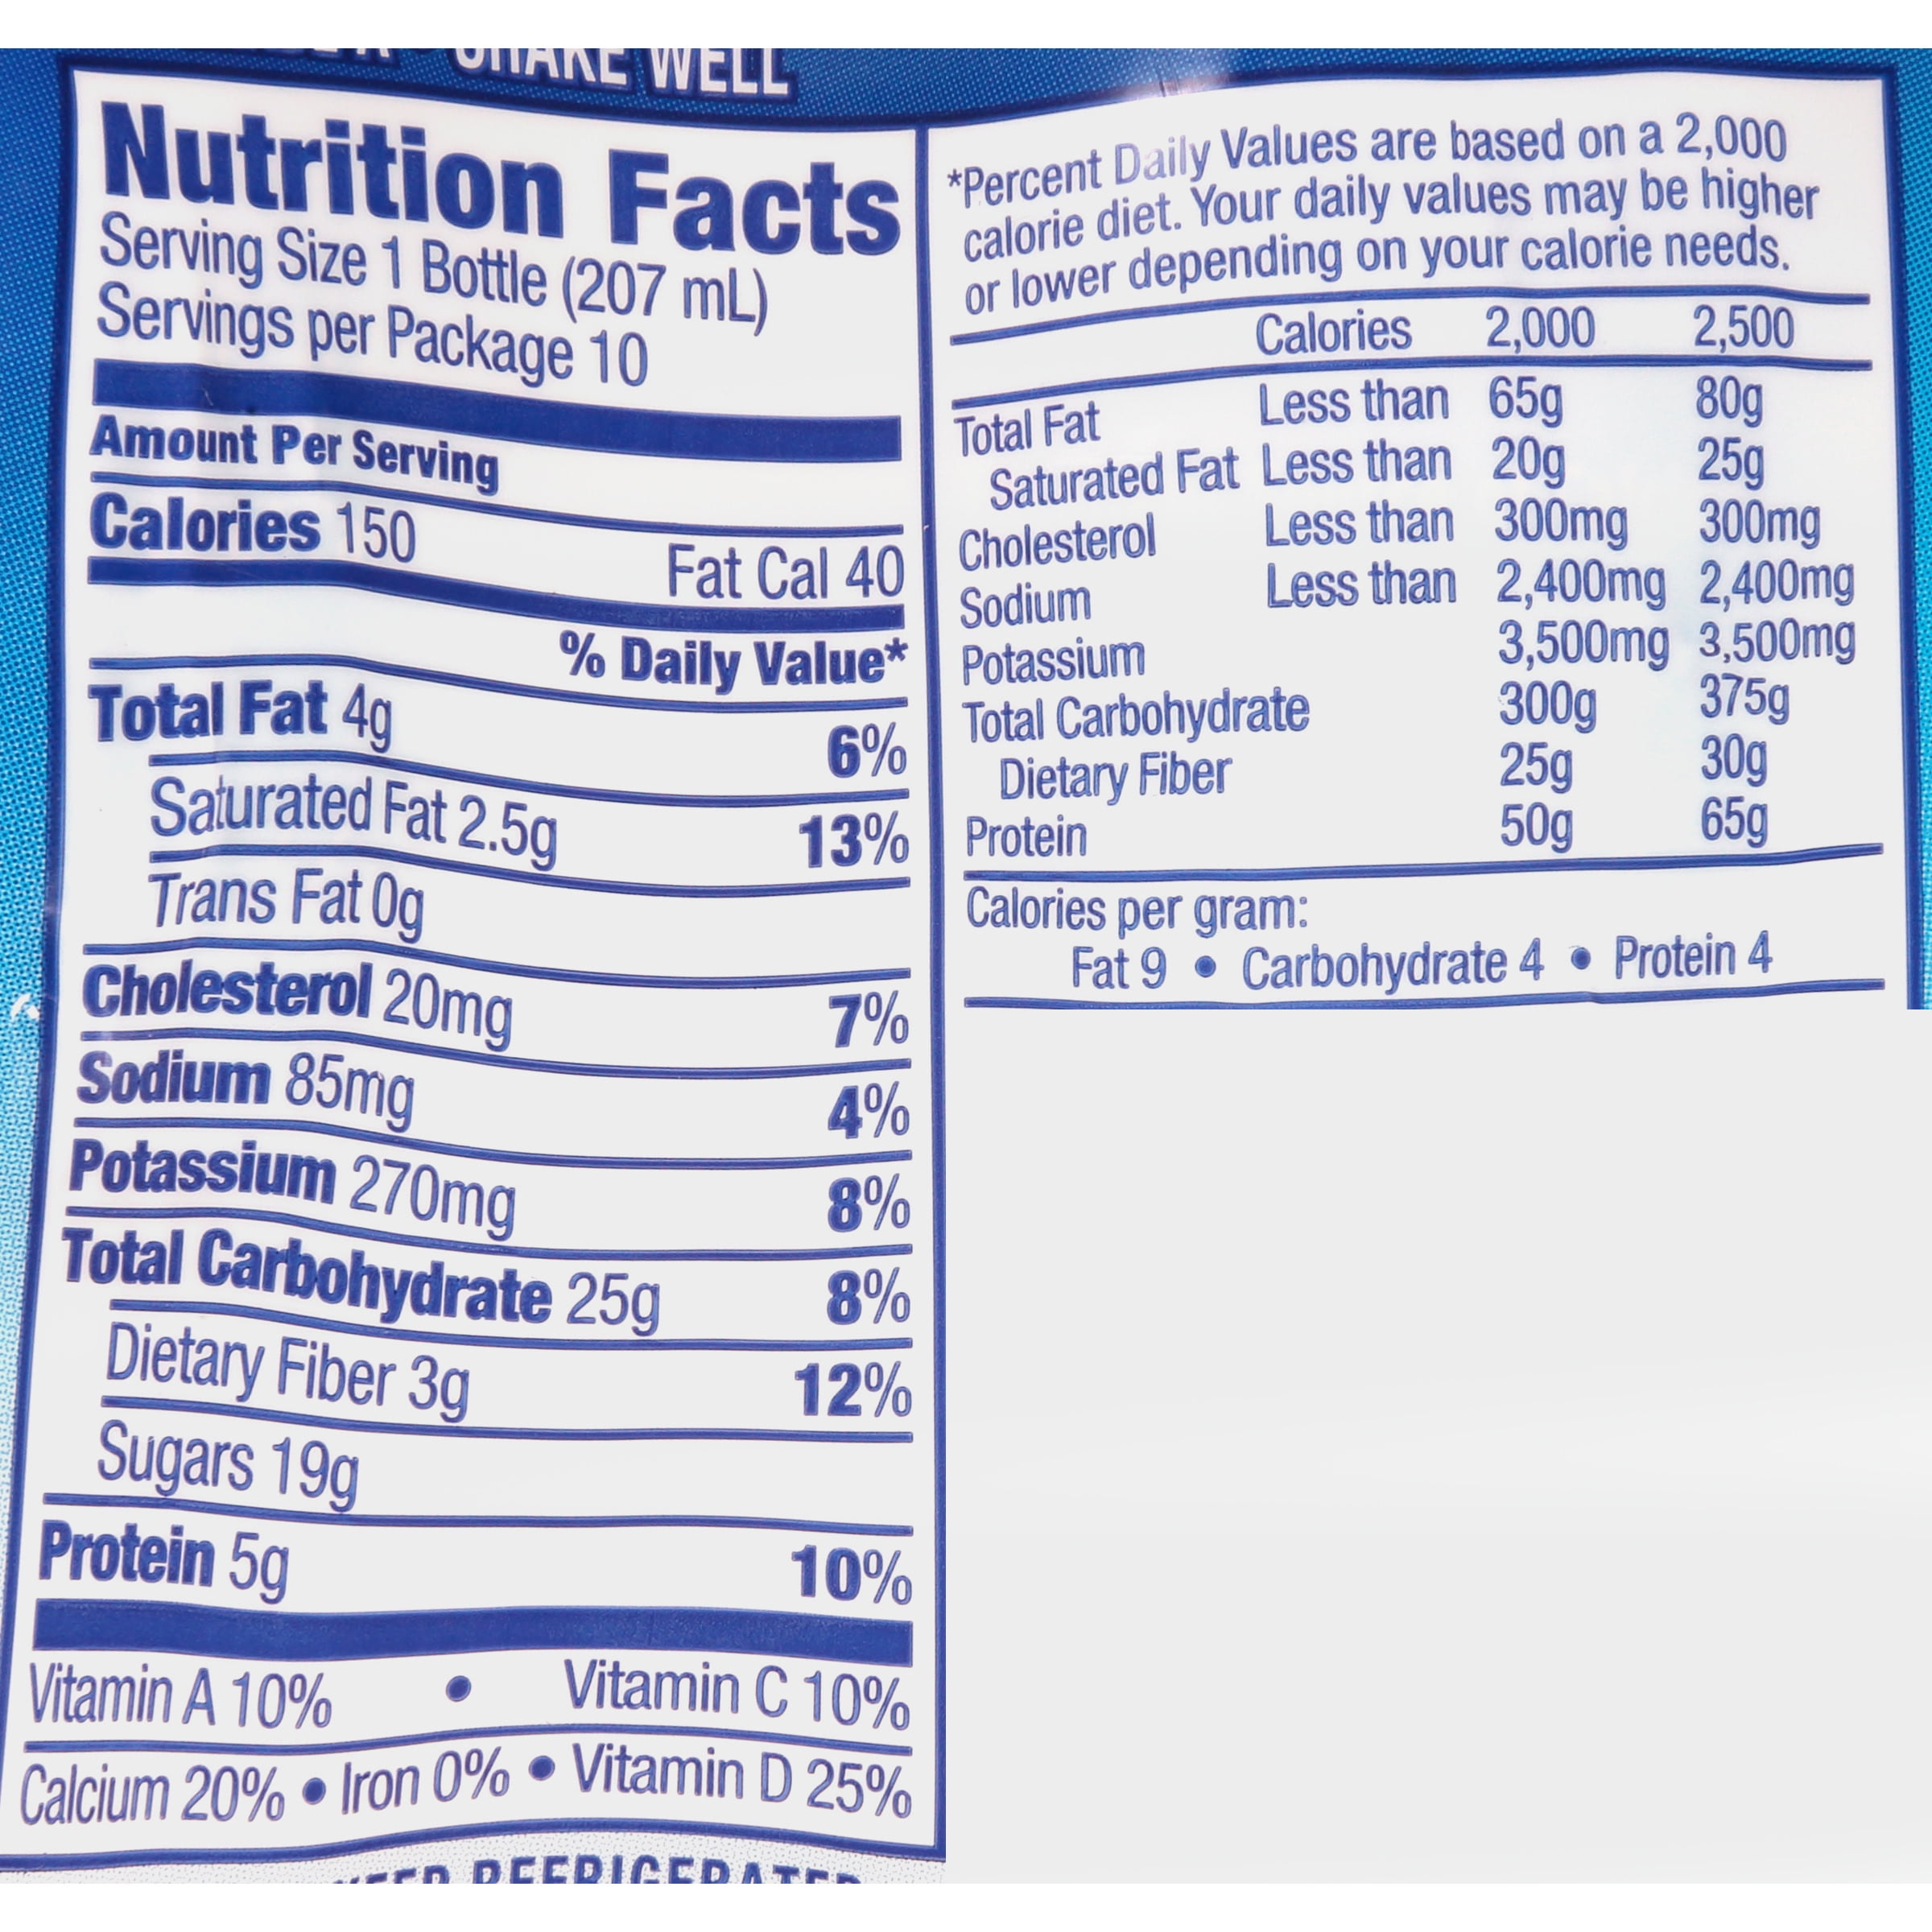 SHAKE WELL
Nutrition Facts
Serving Size 1 Bottle (207 mL)
Servings per Package 10
Amount Per Serving
Calories 150 Fat Cal 40
% Daily Value*
Total Fat 4g 6%
Saturated Fat 2.5g 13%
Trans Fat 0g
Cholesterol 20mg 7%
Sodium 85mg 4%
Potassium 270mg 8%
Total Carbohydrate 25g 8%
Dietary Fiber 3g 12%
Sugars 19g
Protein 5g 10%
Vitamin A 10% • Vitamin C 10%
Calcium 20% • Iron 0% • Vitamin D 25%
KEEP REFRIGERATED
*Percent Daily Values are based on a 2,000
calorie diet. Your daily values may be higher
or lower depending on your calorie needs.
Calories 2,000 2,500
Total Fat Less than 65g 80g
Saturated Fat Less than 20g 25g
Cholesterol Less than 300mg 300mg
Sodium Less than 2,400mg 2,400mg
Potassium 3,500mg 3,500mg
Total Carbohydrate 300g 375g
Dietary Fiber 25g 30g
Protein 50g 65g
Calories per gram:
Fat 9 • Carbohydrate 4 • Protein 4